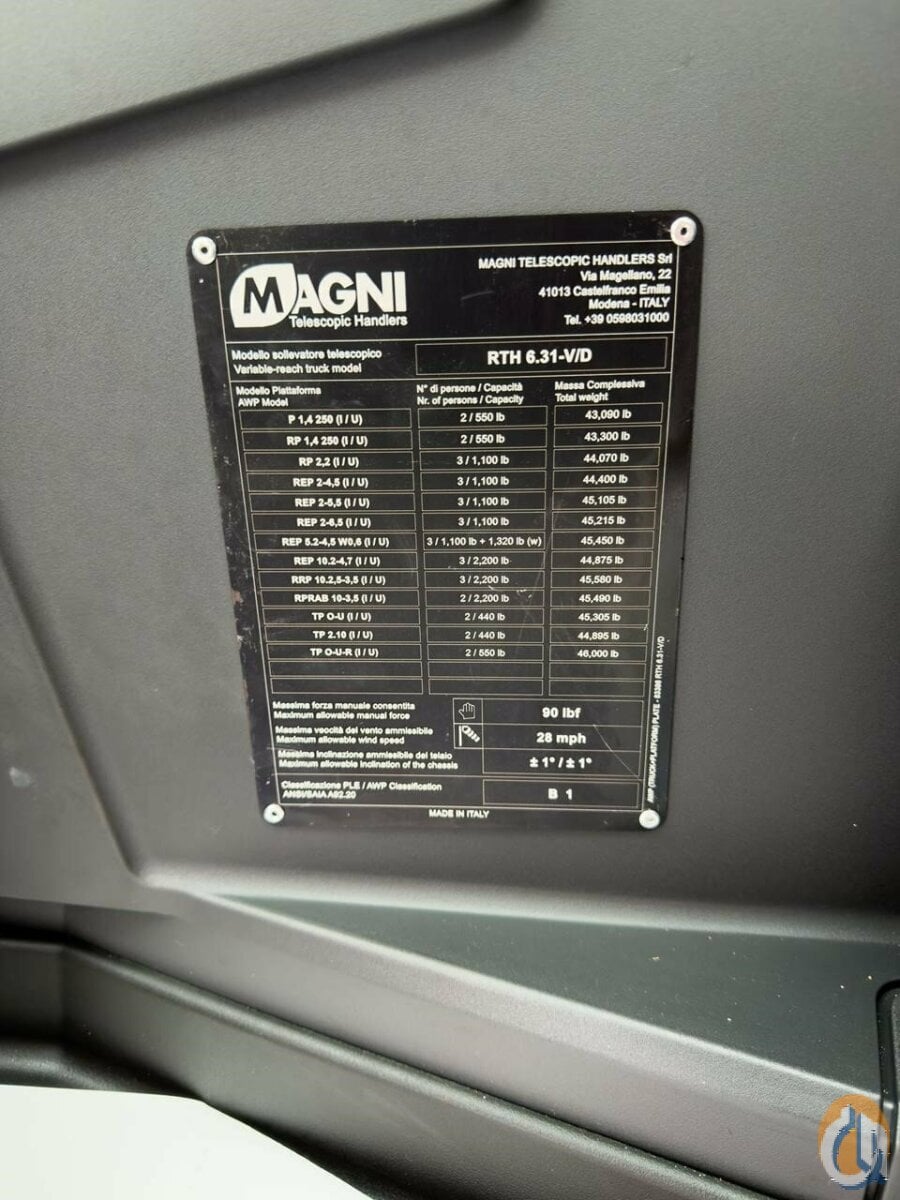 MAGNI
Telescopic Handlers
MAGNI TELESCOPIC HANDLERS Srl
Via Magellano, 22
41013 Castelfranco Emilia
Modena - ITALY
Tel. +39 0598031000
Modello sollevatore telescopico
Variable-reach truck model
RTH 6.31-V/D
Modello Piattaforma
AWP Model
N° di persone / Capacità
Nr. of persons / Capacity
Massa Complessiva
Total weight
P 1,4 250 (I / U) 2 / 550 lb 43,090 lb
RP 1,4 250 (I / U) 2 / 550 lb 43,300 lb
RP 2,2 (I / U) 3 / 1,100 lb 44,070 lb
REP 2-4,5 (I / U) 3 / 1,100 lb 44,400 lb
REP 2-5,5 (I / U) 3 / 1,100 lb 45,105 lb
REP 2-6,5 (I / U) 3 / 1,100 lb 45,215 lb
REP 5.2-4,5 W0,6 (I / U) 3 / 1,100 lb + 1,320 lb (w) 45,450 lb
REP 10.2-4,7 (I / U) 3 / 2,200 lb 44,875 lb
RRP 10.2,5-3,5 (I / U) 3 / 2,200 lb 45,580 lb
RPRAB 10-3,5 (I / U) 2 / 2,200 lb 45,490 lb
TP O-U (I / U) 2 / 440 lb 45,305 lb
TP 2.10 (I / U) 2 / 440 lb 44,895 lb
TP O-U-R (I / U) 2 / 550 lb 46,000 lb
Massima forza manuale consentita
Maximum allowable manual force
90 lbf
Massima velocità del vento ammissibile
Maximum allowable wind speed
28 mph
Massima inclinazione ammissibile del telaio
Maximum allowable inclination of the chassis
± 1° / ± 1°
Classificazione PLE / AWP Classification
ANSI/SAIA A92.20
B 1
MADE IN ITALY
AWP (TRUCK+PLATFORM) PLATE - 83386 RTH 6.31-V/D